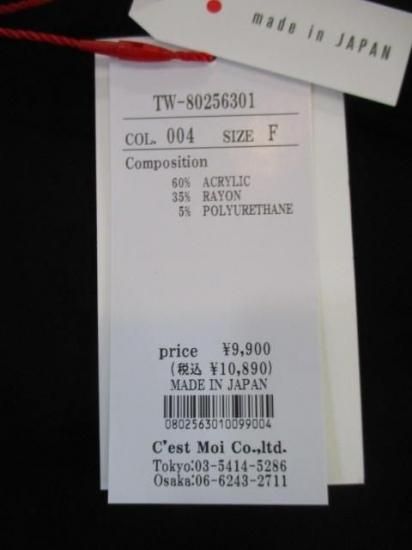 made in JAPAN
TW-80256301
COL. 004 SIZE F
Composition
60% ACRYLIC
35% RAYON
5% POLYURETHANE
price ¥9,900
(税込 ¥10,890)
MADE IN JAPAN
0802563010099004
C'est Moi Co.,ltd.
Tokyo:03-5414-5286
Osaka:06-6243-2711